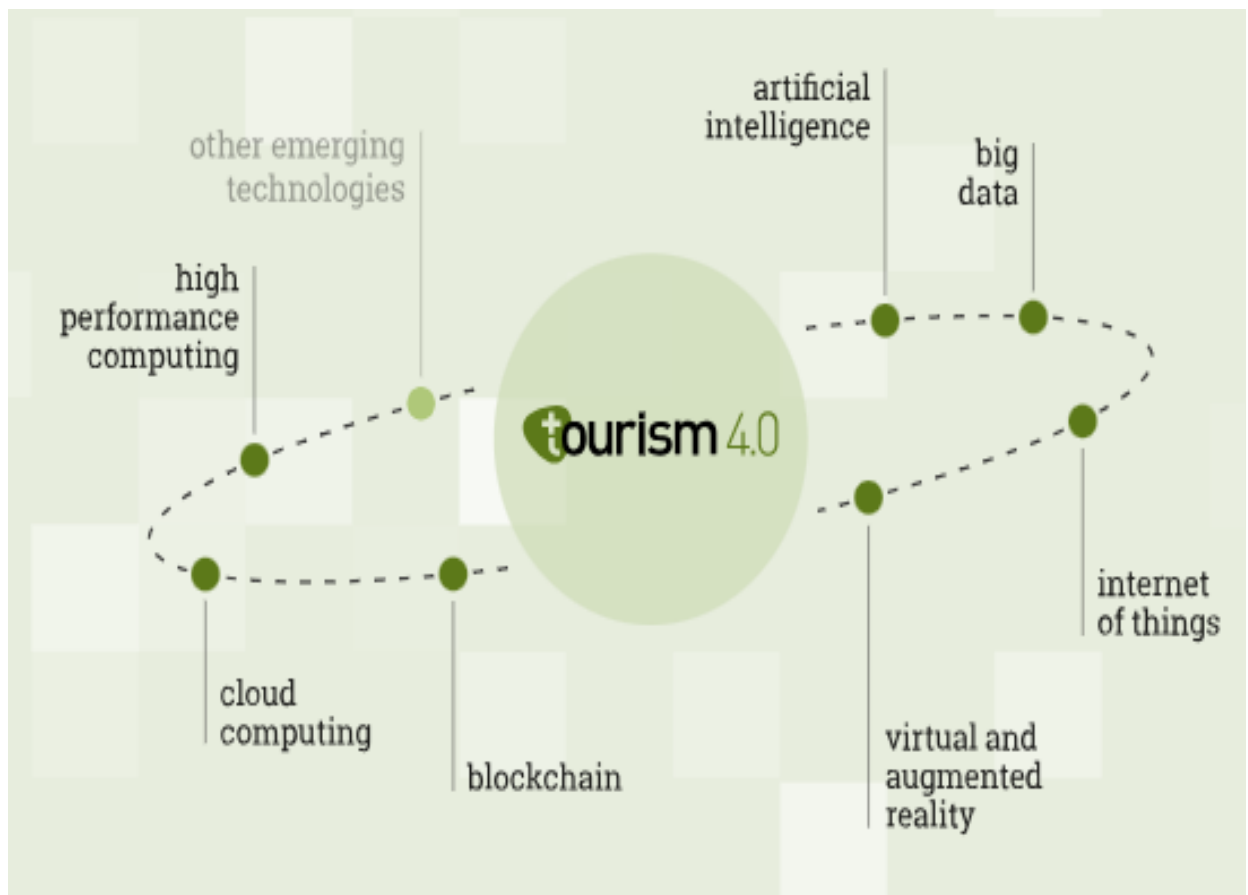 artificial
intelligence
big
data
other emerging
technologies
high
performance
computing
tourism 4.0
internet
of things
cloud
computing
blockchain
virtual and
augmented
reality